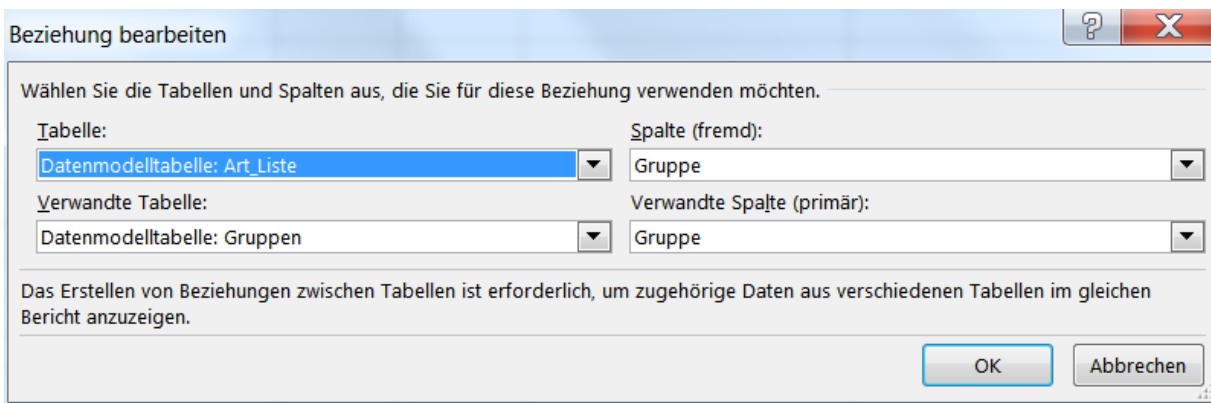 Beziehung bearbeiten
Wählen Sie die Tabellen und Spalten aus, die Sie für diese Beziehung verwenden möchten.
Tabelle:
Spalte (fremd):
Datenmodelltabelle: Art_Liste
Gruppe
Verwandte Tabelle:
Verwandte Spalte (primär):
Datenmodelltabelle: Gruppen
Gruppe
Das Erstellen von Beziehungen zwischen Tabellen ist erforderlich, um zugehörige Daten aus verschiedenen Tabellen im gleichen
Bericht anzuzeigen.
OK
Abbrechen